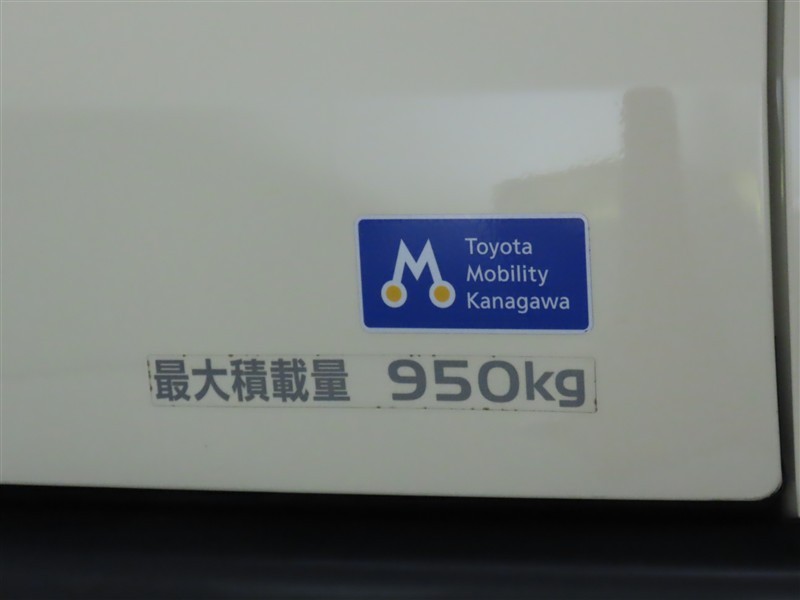 Toyota
Mobility
Kanagawa
最大積載量 950kg